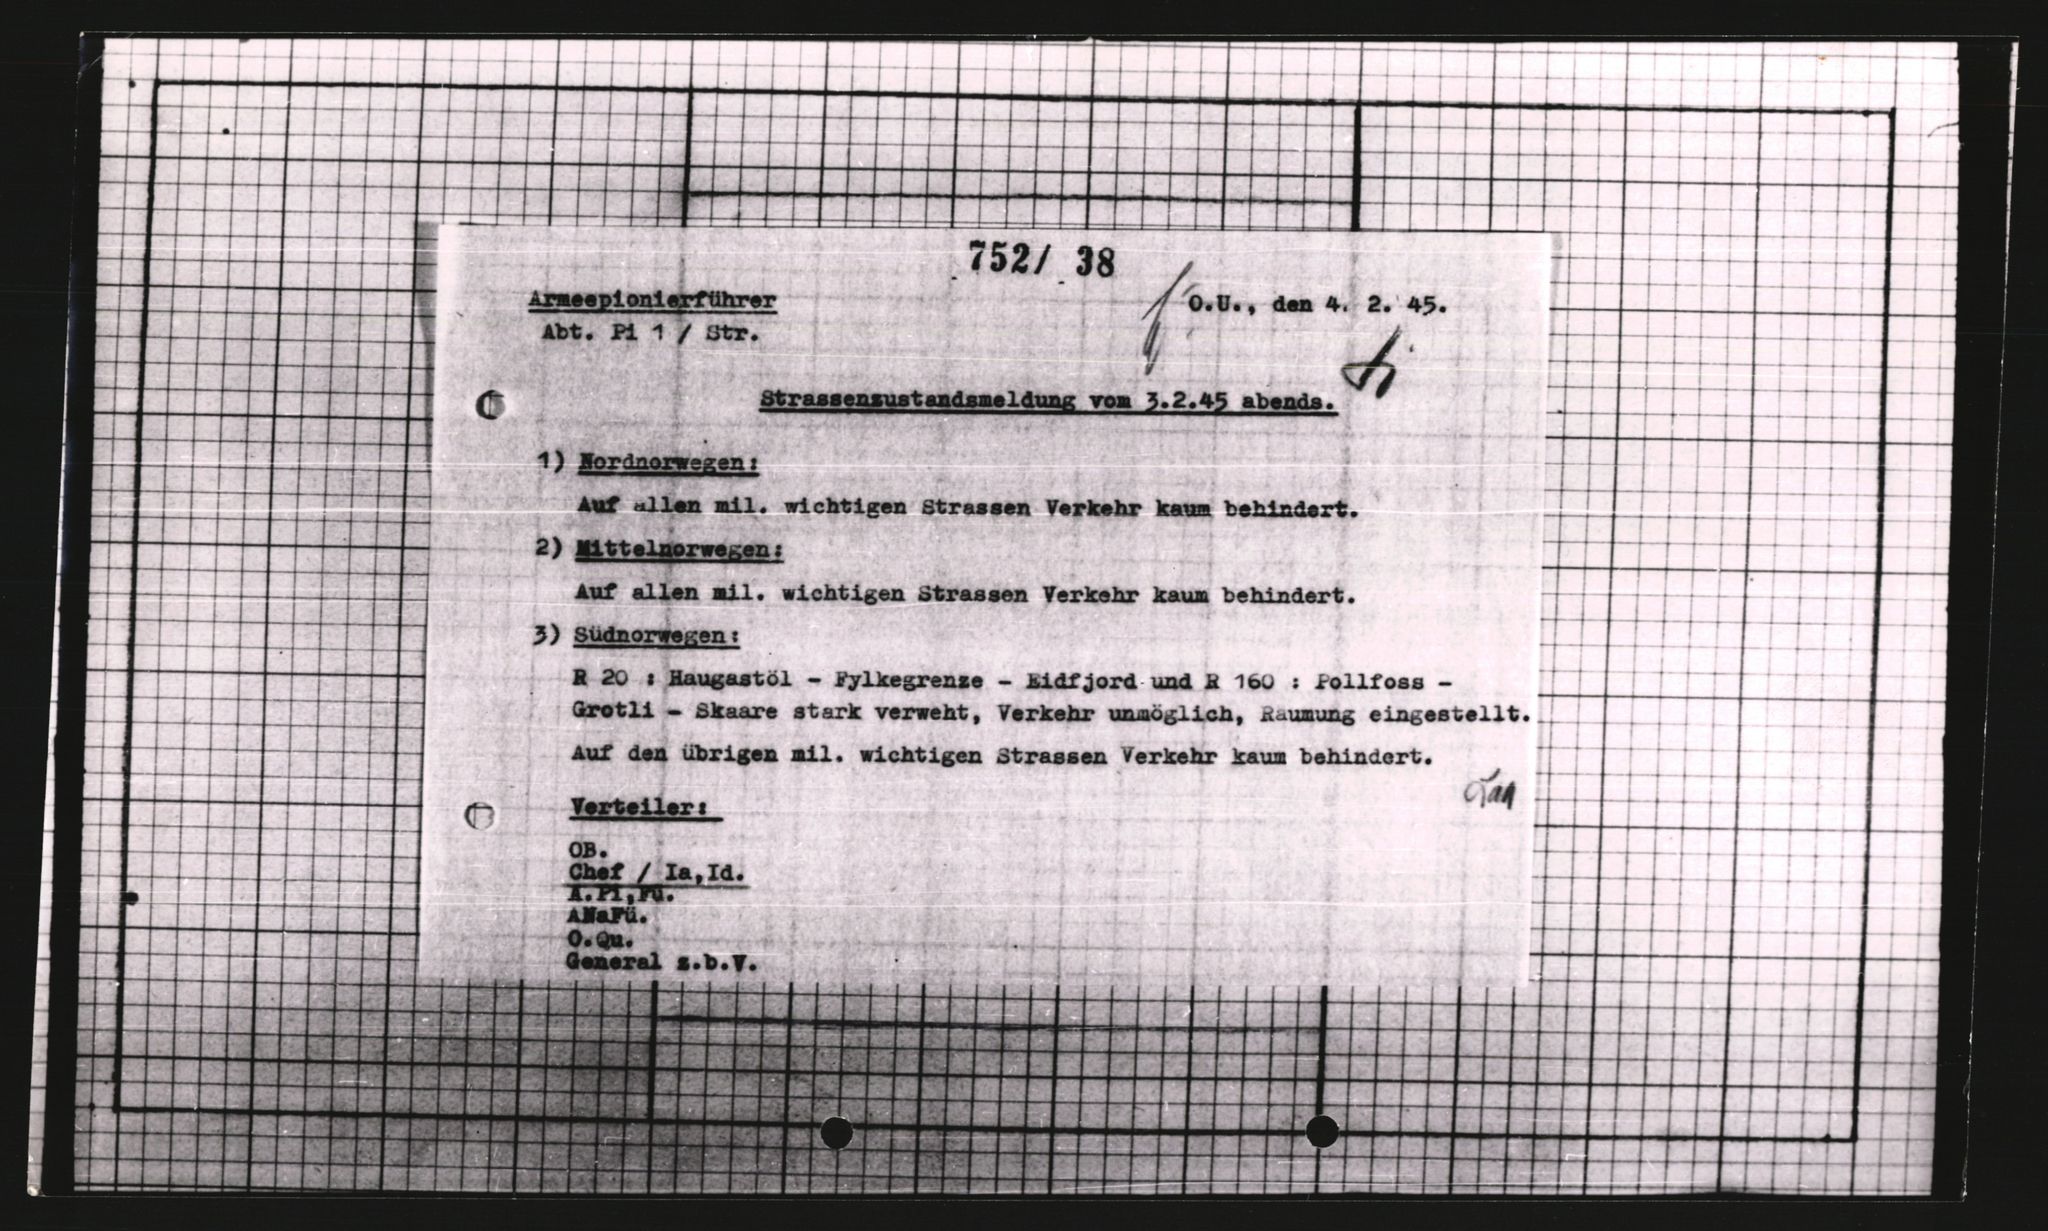 752/ 38
Armeepionierführer
O.U., den 4. 2. 45.
Abt. Pi 1 / Str.
Strassenzustandsmeldung vom 3.2.45 abends.
1) Nordnorwegen:
Auf allen mil. wichtigen Strassen Verkehr kaum behindert.
2) Mittelnorwegen:
Auf allen mil. wichtigen Strassen Verkehr kaum behindert.
3) Südnorwegen:
R 20 : Haugastöl - Fylkegrenze - Eidfjord und R 160 : Pollfoss -
Grotli - Skaare stark verweht, Verkehr unmöglich, Räumung eingestellt.
Auf den übrigen mil. wichtigen Strassen Verkehr kaum behindert.
Verteiler:
OB.
Chef / Ia,Id.
A.Pi,Fü.
ANaFü.
O.Qu.
General z.b.V.